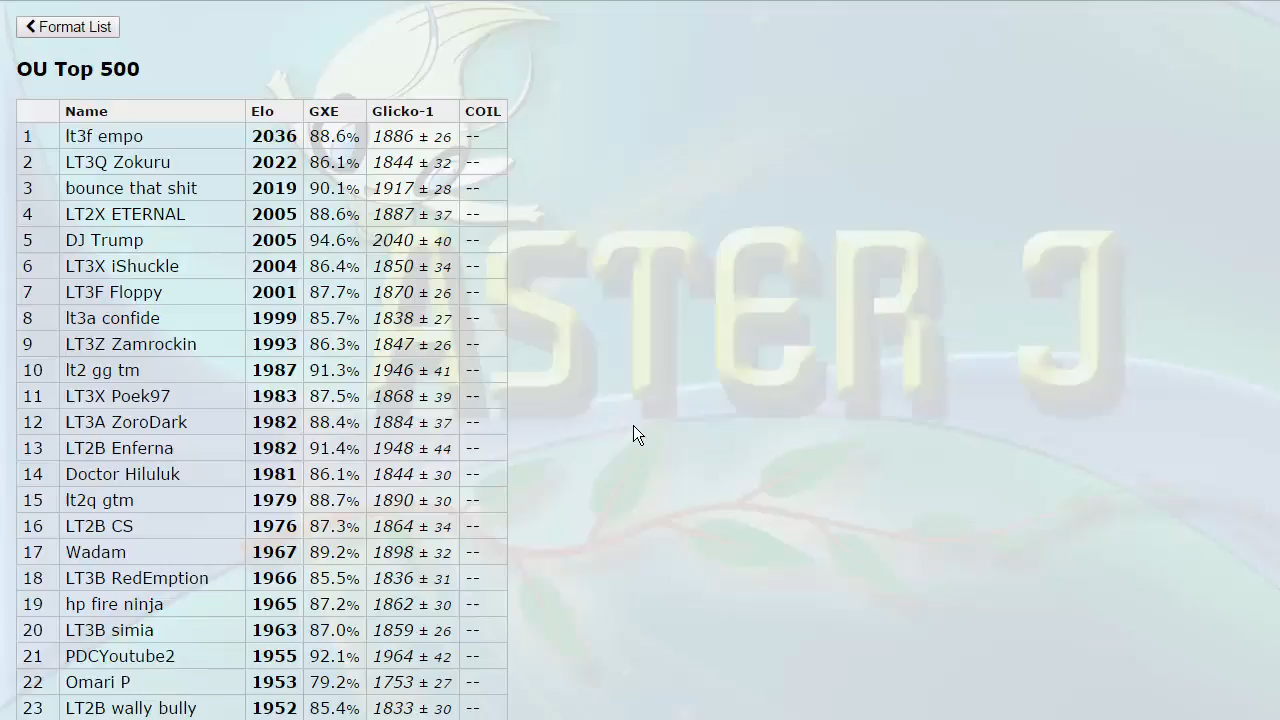 Format List
OU Top 500
Name Elo GXE Glicko-1 COIL
1 lt3f empo 2036 88.6% 1886 ± 26 --
2 LT3Q Zokuru 2022 86.1% 1844 ± 32 --
3 bounce that shit 2019 90.1% 1917 ± 28 --
4 LT2X ETERNAL 2005 88.6% 1887 ± 37 --
5 DJ Trump 2005 94.6% 2040 ± 40 --
6 LT3X iShuckle 2004 86.4% 1850 ± 34 --
7 LT3F Floppy 2001 87.7% 1870 ± 26 --
8 lt3a confide 1999 85.7% 1838 ± 27 --
9 LT3Z Zamrockin 1993 86.3% 1847 ± 26 --
10 lt2 gg tm 1987 91.3% 1946 ± 41 --
11 LT3X Poek97 1983 87.5% 1868 ± 39 --
12 LT3A ZoroDark 1982 88.4% 1884 ± 37 --
13 LT2B Enferna 1982 91.4% 1948 ± 44 --
14 Doctor Hiluluk 1981 86.1% 1844 ± 30 --
15 lt2q gtm 1979 88.7% 1890 ± 30 --
16 LT2B CS 1976 87.3% 1864 ± 34 --
17 Wadam 1967 89.2% 1898 ± 32 --
18 LT3B RedEmption 1966 85.5% 1836 ± 31 --
19 hp fire ninja 1965 87.2% 1862 ± 30 --
20 LT3B simia 1963 87.0% 1859 ± 26 --
21 PDCYoutube2 1955 92.1% 1964 ± 42 --
22 Omari P 1953 79.2% 1753 ± 27 --
23 LT2B wally bully 1952 85.4% 1833 ± 30 --
ASTER J